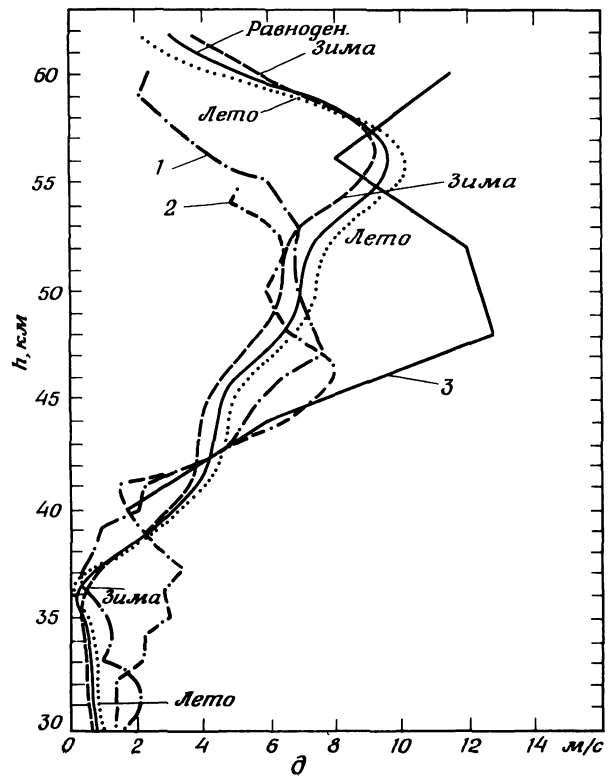 Равноден.
Зима
60
Лето
1
55
Зима
2
Лето
50
h, км
3
45
40
Зима
35
Лето
30
0 2 4 6 8 10 12 14 м/с
д